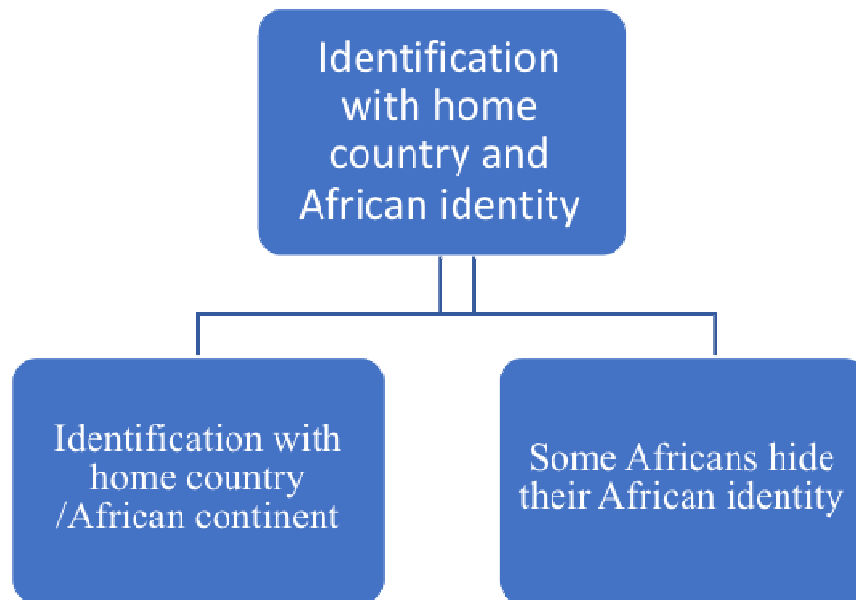 Identification
with home
country and
African identity
Identification with
home country
/African continent
Some Africans hide
their African identity